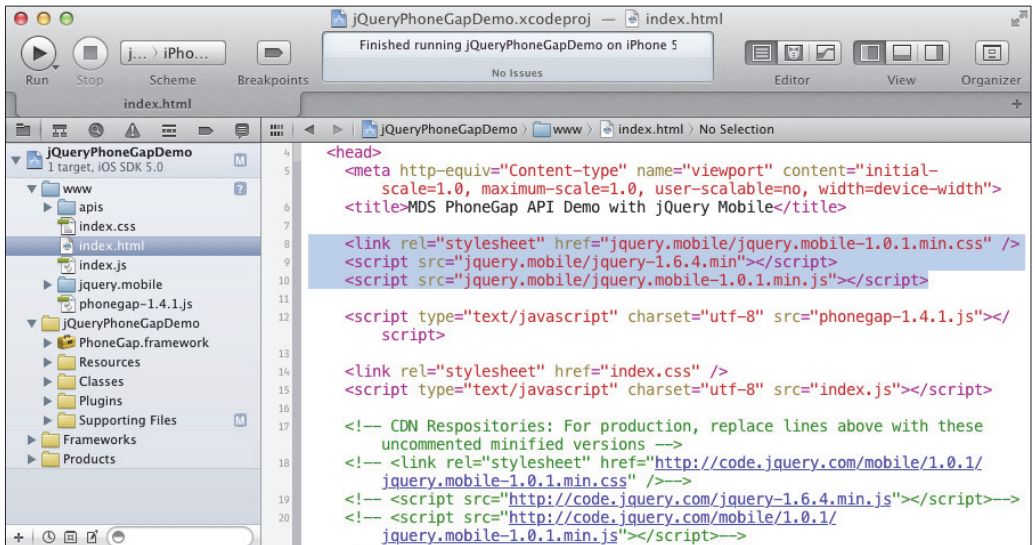 jQueryPhoneGapDemo.xcodeproj — index.html
Run
Stop
j... 〉 iPho...
Scheme
Breakpoints
Finished running jQueryPhoneGapDemo on iPhone 5
No Issues
Editor
View
Organizer
index.html
+
jQueryPhoneGapDemo 〉 www 〉 index.html 〉 No Selection
jQueryPhoneGapDemo M
1 target, iOS SDK 5.0
www ?
apis
index.css
index.html
index.js
jquery.mobile
phonegap-1.4.1.js
jQueryPhoneGapDemo
PhoneGap.framework
Resources
Classes
Plugins
Supporting Files M
Frameworks
Products
4 <head>
5 <meta http-equiv="Content-type" name="viewport" content="initial-
scale=1.0, maximum-scale=1.0, user-scalable=no, width=device-width">
6 <title>MDS PhoneGap API Demo with jQuery Mobile</title>
7
8 <link rel="stylesheet" href="jquery.mobile/jquery.mobile-1.0.1.min.css" />
9 <script src="jquery.mobile/jquery-1.6.4.min"></script>
10 <script src="jquery.mobile/jquery.mobile-1.0.1.min.js"></script>
11
12 <script type="text/javascript" charset="utf-8" src="phonegap-1.4.1.js"></
script>
13
14 <link rel="stylesheet" href="index.css" />
15 <script type="text/javascript" charset="utf-8" src="index.js"></script>
16
17 <!-- CDN Respositories: For production, replace lines above with these
uncommented minified versions -->
18 <!-- <link rel="stylesheet" href="http://code.jquery.com/mobile/1.0.1/
jquery.mobile-1.0.1.min.css" />-->
19 <!-- <script src="http://code.jquery.com/jquery-1.6.4.min.js"></script>-->
20 <!-- <script src="http://code.jquery.com/mobile/1.0.1/
jquery.mobile-1.0.1.min.js"></script>-->